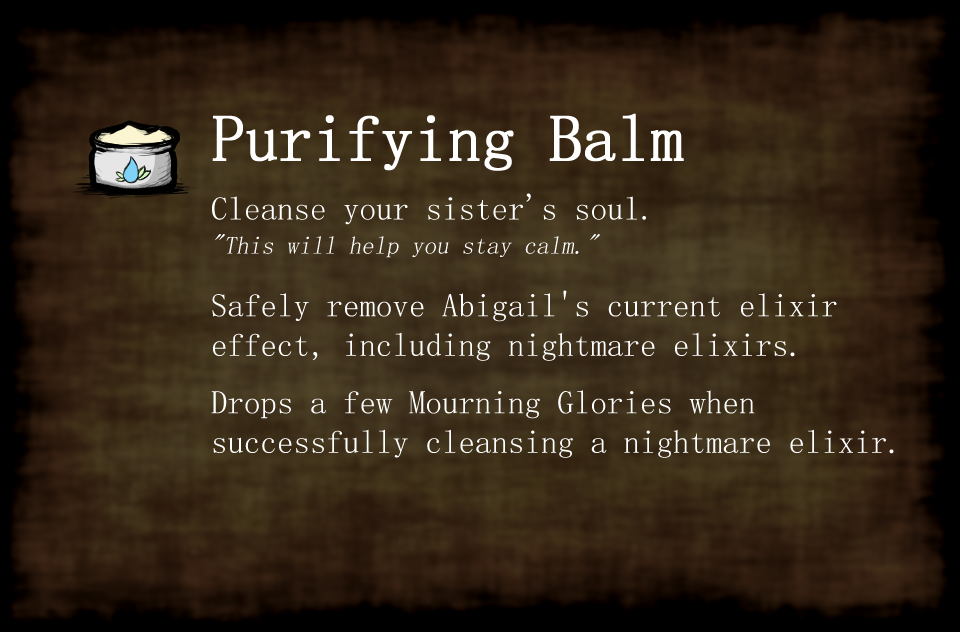 Purifying Balm
Cleanse your sister's soul.
"This will help you stay calm."
Safely remove Abigail's current elixir
effect, including nightmare elixirs.
Drops a few Mourning Glories when
successfully cleansing a nightmare elixir.